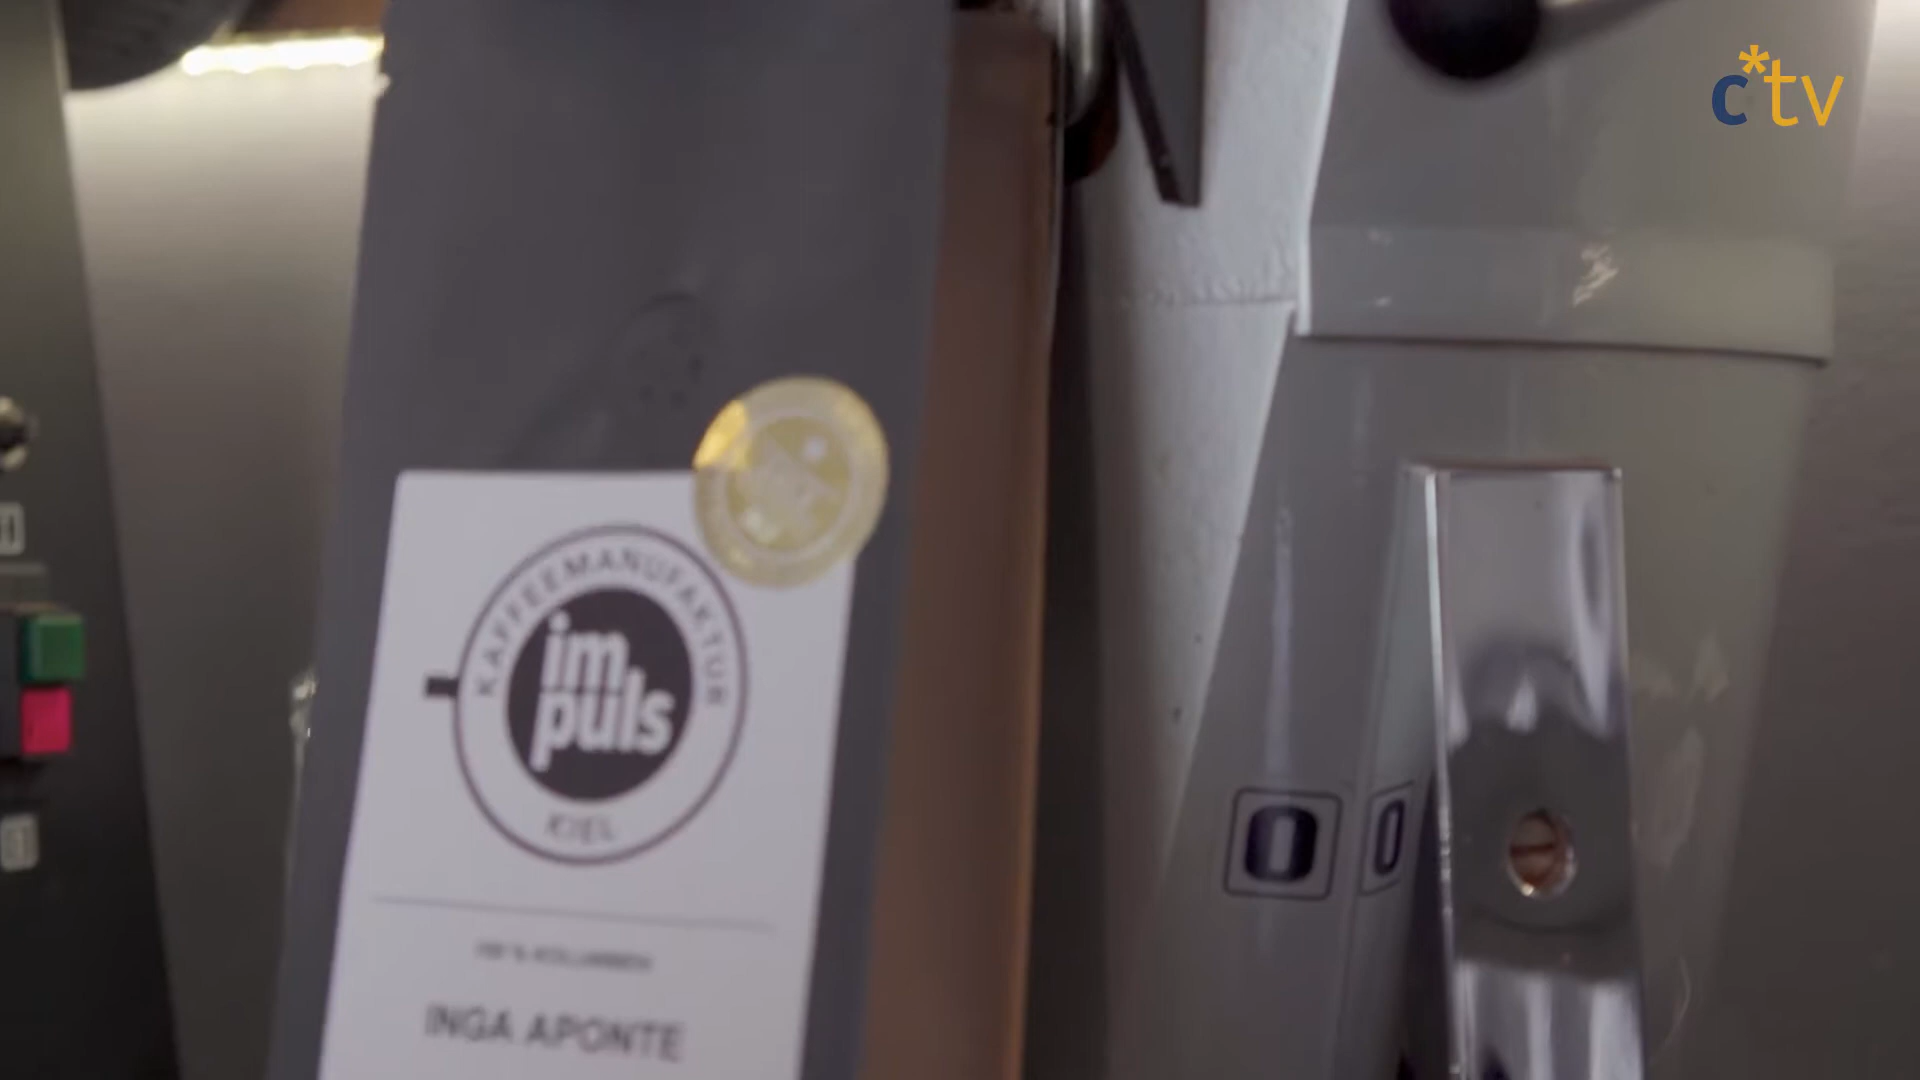 c*tv
KAFFEEMANUFAKTUR
im
puls
KIEL
INGA APONTE